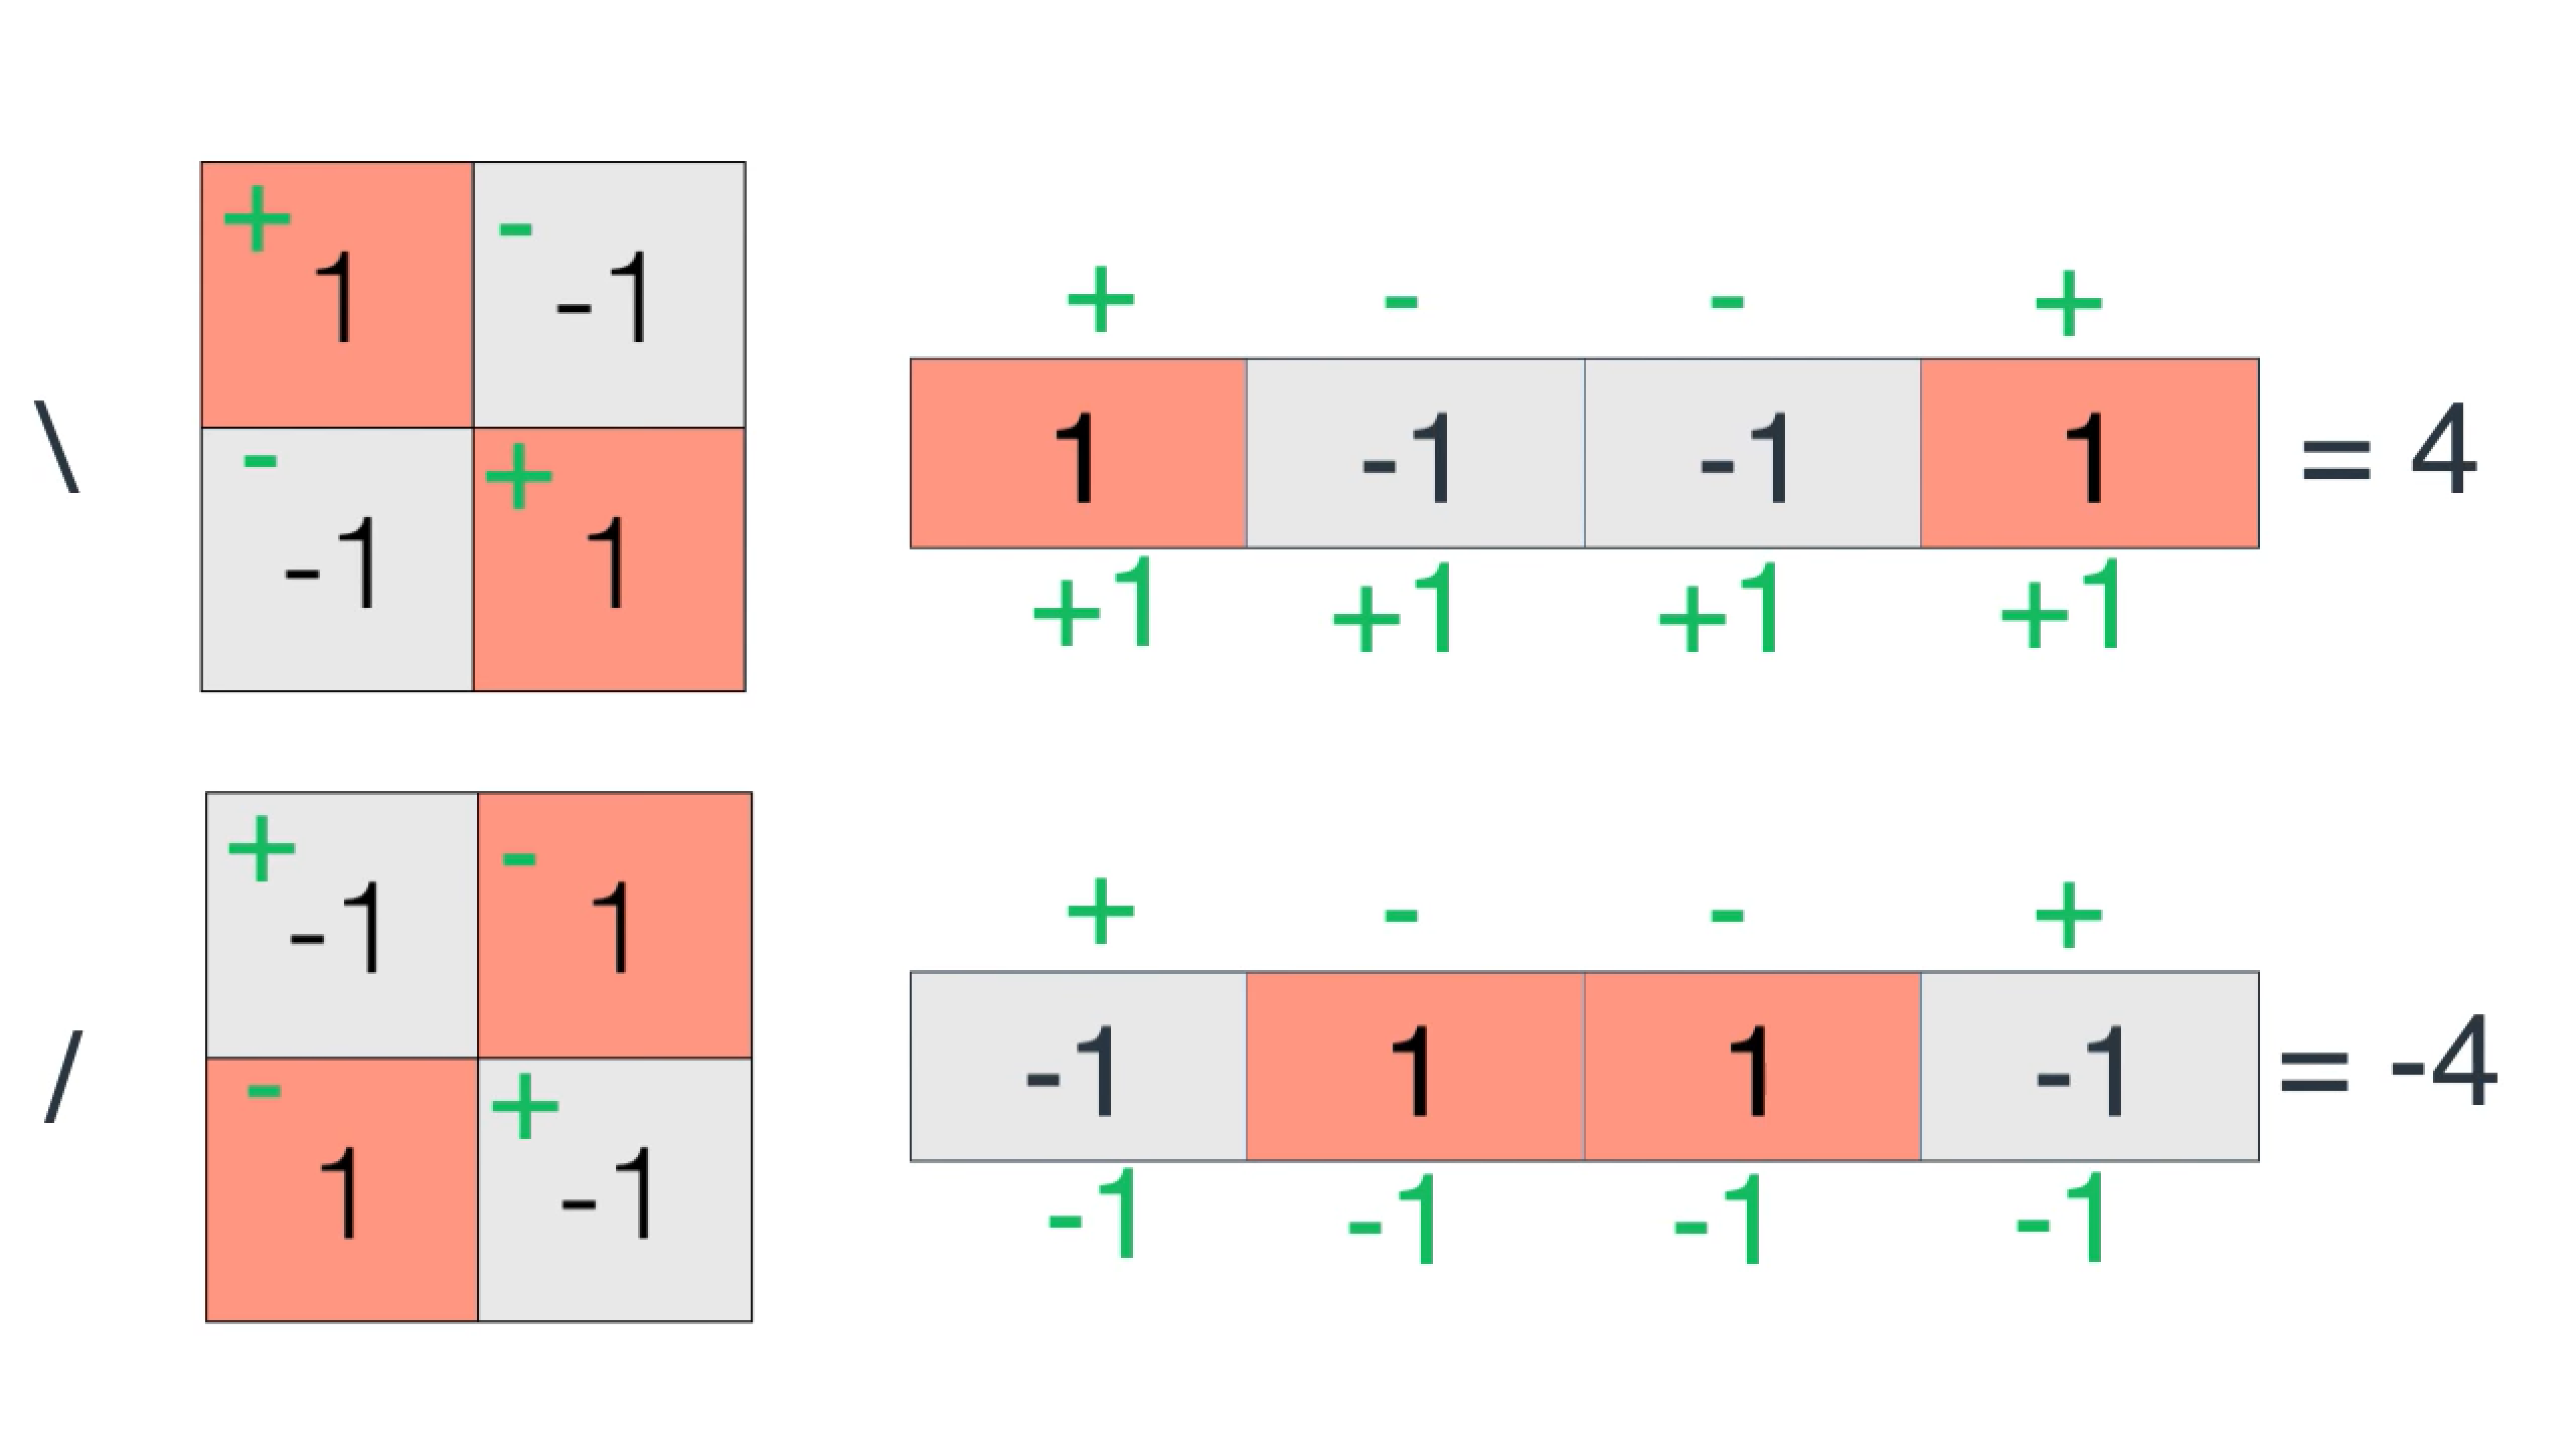 + -
1 -1
\
- +
-1 1
+ - - +
1 -1 -1 1 = 4
+1 +1 +1 +1
+ -
-1 1
/
- +
1 -1
+ - - +
-1 1 1 -1 = -4
-1 -1 -1 -1